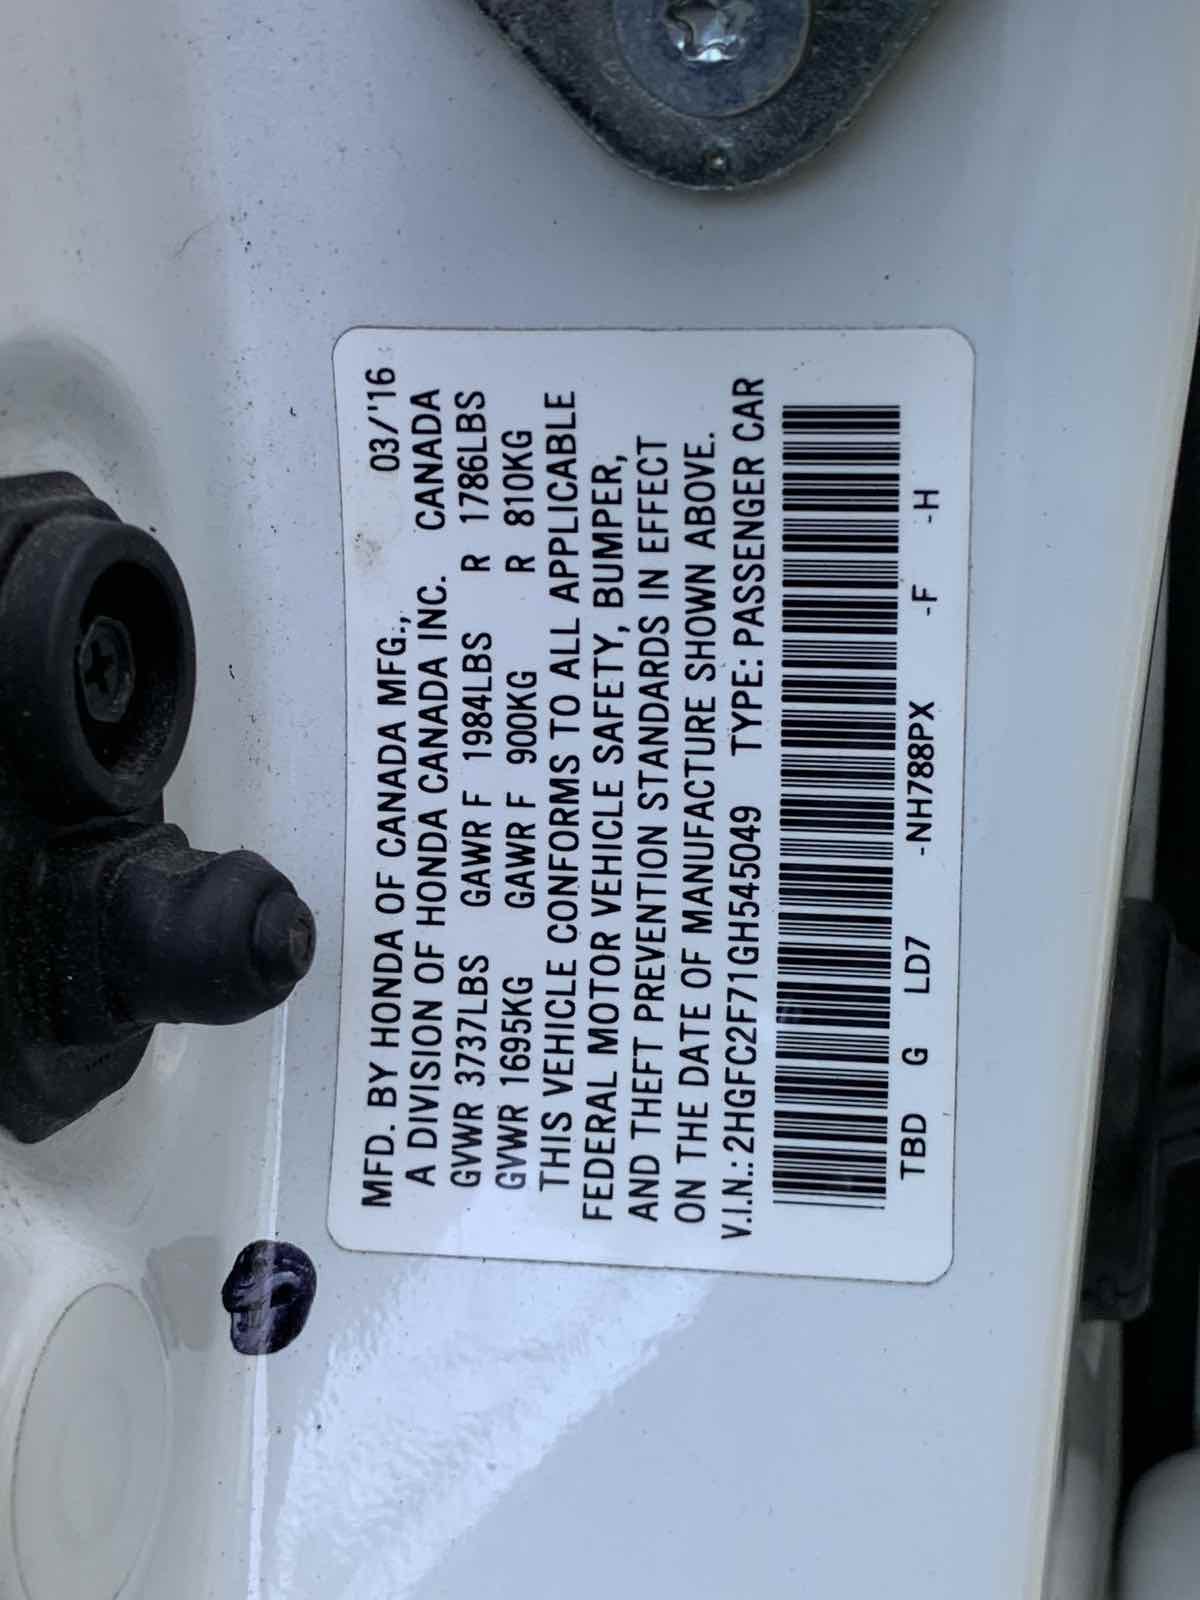 MFD. BY HONDA OF CANADA MFG., 03/'16
A DIVISION OF HONDA CANADA INC. CANADA
GVWR 3737LBS GAWR F 1984LBS R 1786LBS
GVWR 1695KG GAWR F 900KG R 810KG
THIS VEHICLE CONFORMS TO ALL APPLICABLE
FEDERAL MOTOR VEHICLE SAFETY, BUMPER,
AND THEFT PREVENTION STANDARDS IN EFFECT
ON THE DATE OF MANUFACTURE SHOWN ABOVE.
V.I.N.: 2HGFC2F71GH545049 TYPE: PASSENGER CAR
TBD G LD7 -NH788PX -F -H